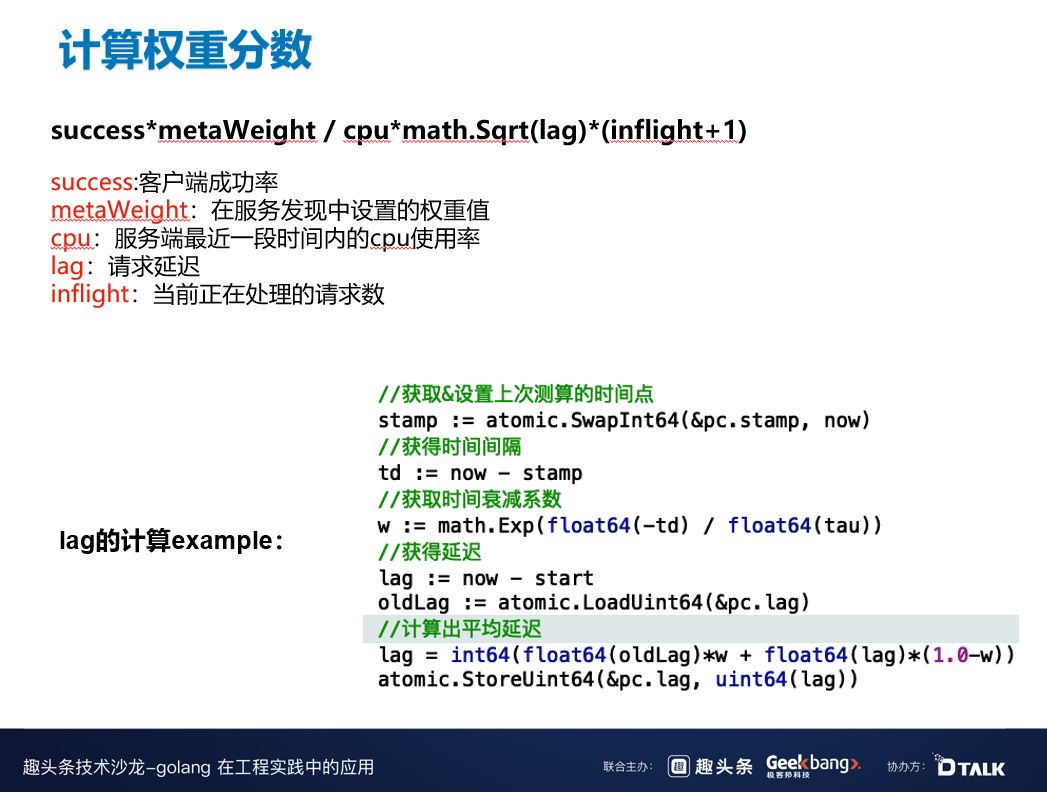 计算权重分数
success*metaWeight / cpu*math.Sqrt(lag)*(inflight+1)
success:客户端成功率
metaWeight：在服务发现中设置的权重值
cpu：服务端最近一段时间内的cpu使用率
lag：请求延迟
inflight：当前正在处理的请求数
lag的计算example：
//获取&设置上次测算的时间点
stamp := atomic.SwapInt64(&pc.stamp, now)
//获得时间间隔
td := now - stamp
//获取时间衰减系数
w := math.Exp(float64(-td) / float64(tau))
//获得延迟
lag := now - start
oldLag := atomic.LoadUint64(&pc.lag)
//计算出平均延迟
lag = int64(float64(oldLag)*w + float64(lag)*(1.0-w))
atomic.StoreUint64(&pc.lag, uint64(lag))
趣头条技术沙龙-golang 在工程实践中的应用
联合主办：
趣 趣头条
Geekbang>.
极客邦科技
协办方：
DTALK